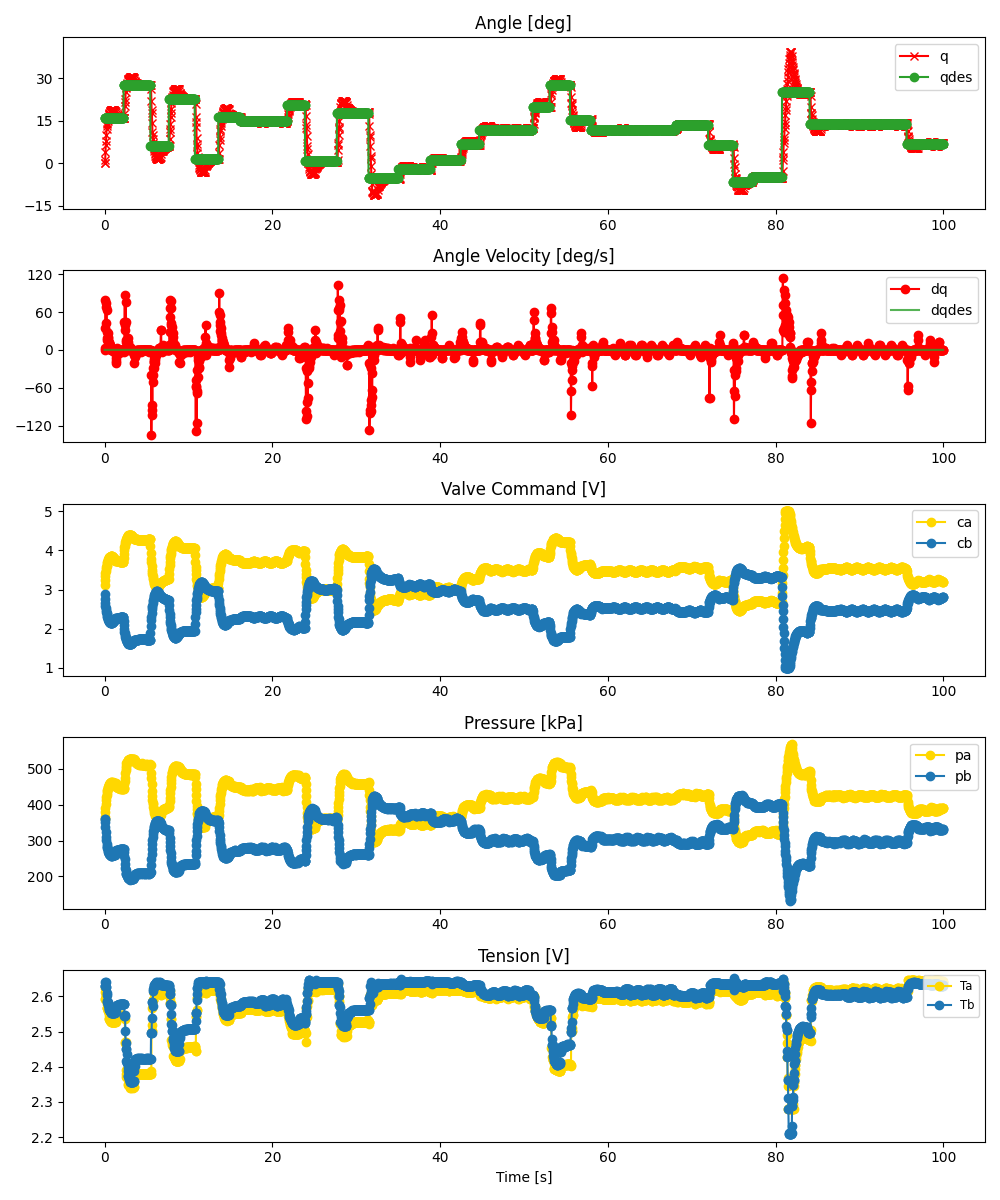 Angle [deg]
30
15
0
−15
q
qdes
0 20 40 60 80 100
Angle Velocity [deg/s]
120
60
0
−60
−120
dq
dqdes
0 20 40 60 80 100
Valve Command [V]
5
4
3
2
1
ca
cb
0 20 40 60 80 100
Pressure [kPa]
500
400
300
200
pa
pb
0 20 40 60 80 100
Tension [V]
2.6
2.5
2.4
2.3
2.2
Ta
Tb
0 20 40 60 80 100
Time [s]